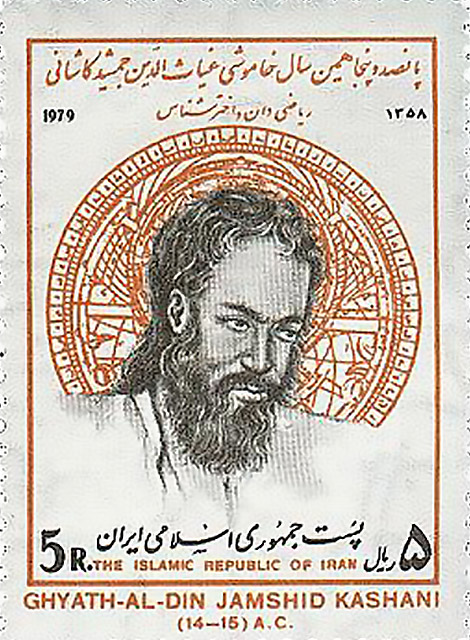 پانصد و پنجاهمین سال خاموشی غیاث الدین جمشید کاشانی
1979 ۱۳۵۸
ریاضی دان و اخترشناس
پست جمهوری اسلامی ایران
5 R. THE ISLAMIC REPUBLIC OF IRAN ۵ ریال
GHYATH-AL-DIN JAMSHID KASHANI
(14-15) A.C.